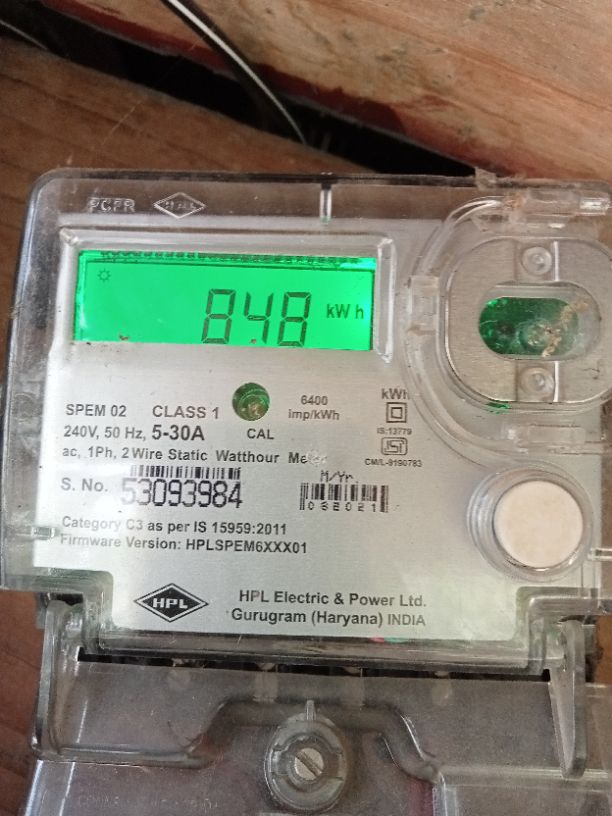 PCPR HPL
848 kWh
SPEM 02 CLASS 1
6400
imp/kWh
kWh
240V, 50 Hz, 5-30A
CAL
IS:13779
ac, 1Ph, 2 Wire Static Watthour
CM/L-9190783
S. No. 53093984
M/Yr.
Category C3 as per IS 15959:2011
Firmware Version: HPLSPEM6XXX01
HPL
HPL Electric & Power Ltd.
Gurugram (Haryana) INDIA